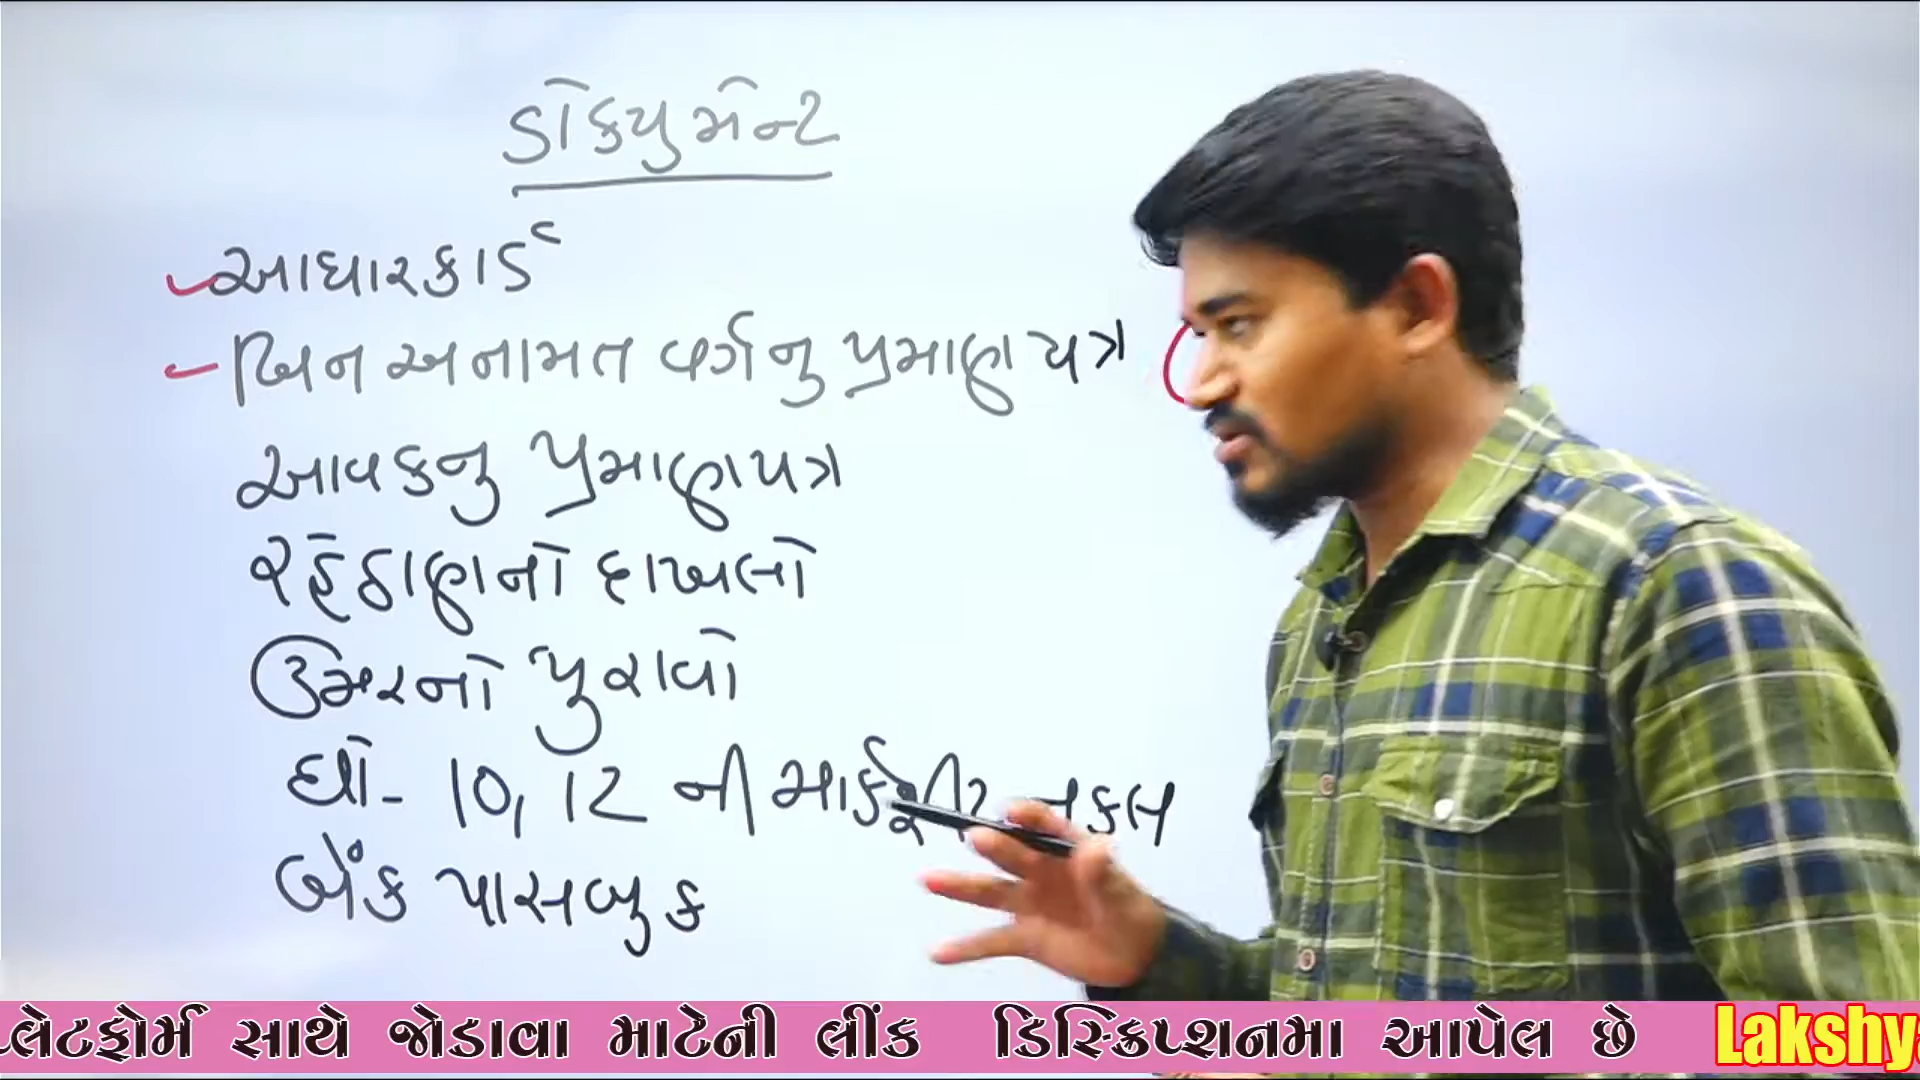 ડોક્યુમેન્ટ
આધારકાર્ડ
બિન અનામત વર્ગનુ પ્રમાણપત્ર
આવકનુ પ્રમાણપત્ર
રહેઠાણનો દાખલો
ઉમરનો પુરાવો
ધો- 10, 12 ની માર્કશીટ નકલ
બેંક પાસબુક
લેટફોર્મ સાથે જોડાવા માટેની લીંક ડિસ્ક્રિપ્શનમા આપેલ છે Lakshy